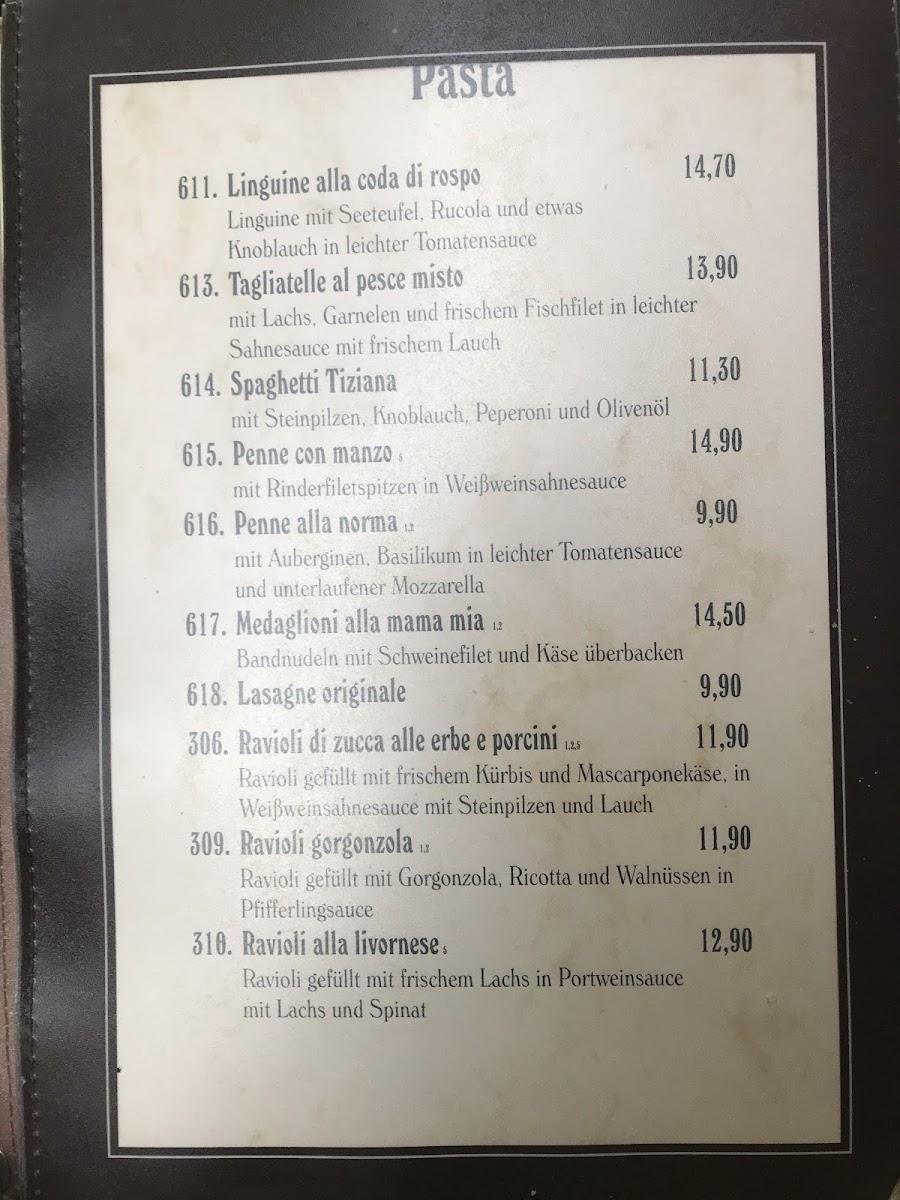 Pasta
611. Linguine alla coda di rospo 14,70
Linguine mit Seeteufel, Rucola und etwas
Knoblauch in leichter Tomatensauce
613. Tagliatelle al pesce misto 13,90
mit Lachs, Garnelen und frischem Fischfilet in leichter
Sahnesauce mit frischem Lauch
614. Spaghetti Tiziana 11,30
mit Steinpilzen, Knoblauch, Peperoni und Olivenöl
615. Penne con manzo 5 14,90
mit Rinderfiletspitzen in Weißweinsahnesauce
616. Penne alla norma 1,2 9,90
mit Auberginen, Basilikum in leichter Tomatensauce
und unterlaufener Mozzarella
617. Medaglioni alla mama mia 1,2 14,50
Bandnudeln mit Schweinefilet und Käse überbacken
618. Lasagne originale 9,90
306. Ravioli di zucca alle erbe e porcini 1,2,5 11,90
Ravioli gefüllt mit frischem Kürbis und Mascarponekäse, in
Weißweinsahnesauce mit Steinpilzen und Lauch
309. Ravioli gorgonzola 1,2 11,90
Ravioli gefüllt mit Gorgonzola, Ricotta und Walnüssen in
Pfifferlingsauce
310. Ravioli alla livornese 5 12,90
Ravioli gefüllt mit frischem Lachs in Portweinsauce
mit Lachs und Spinat